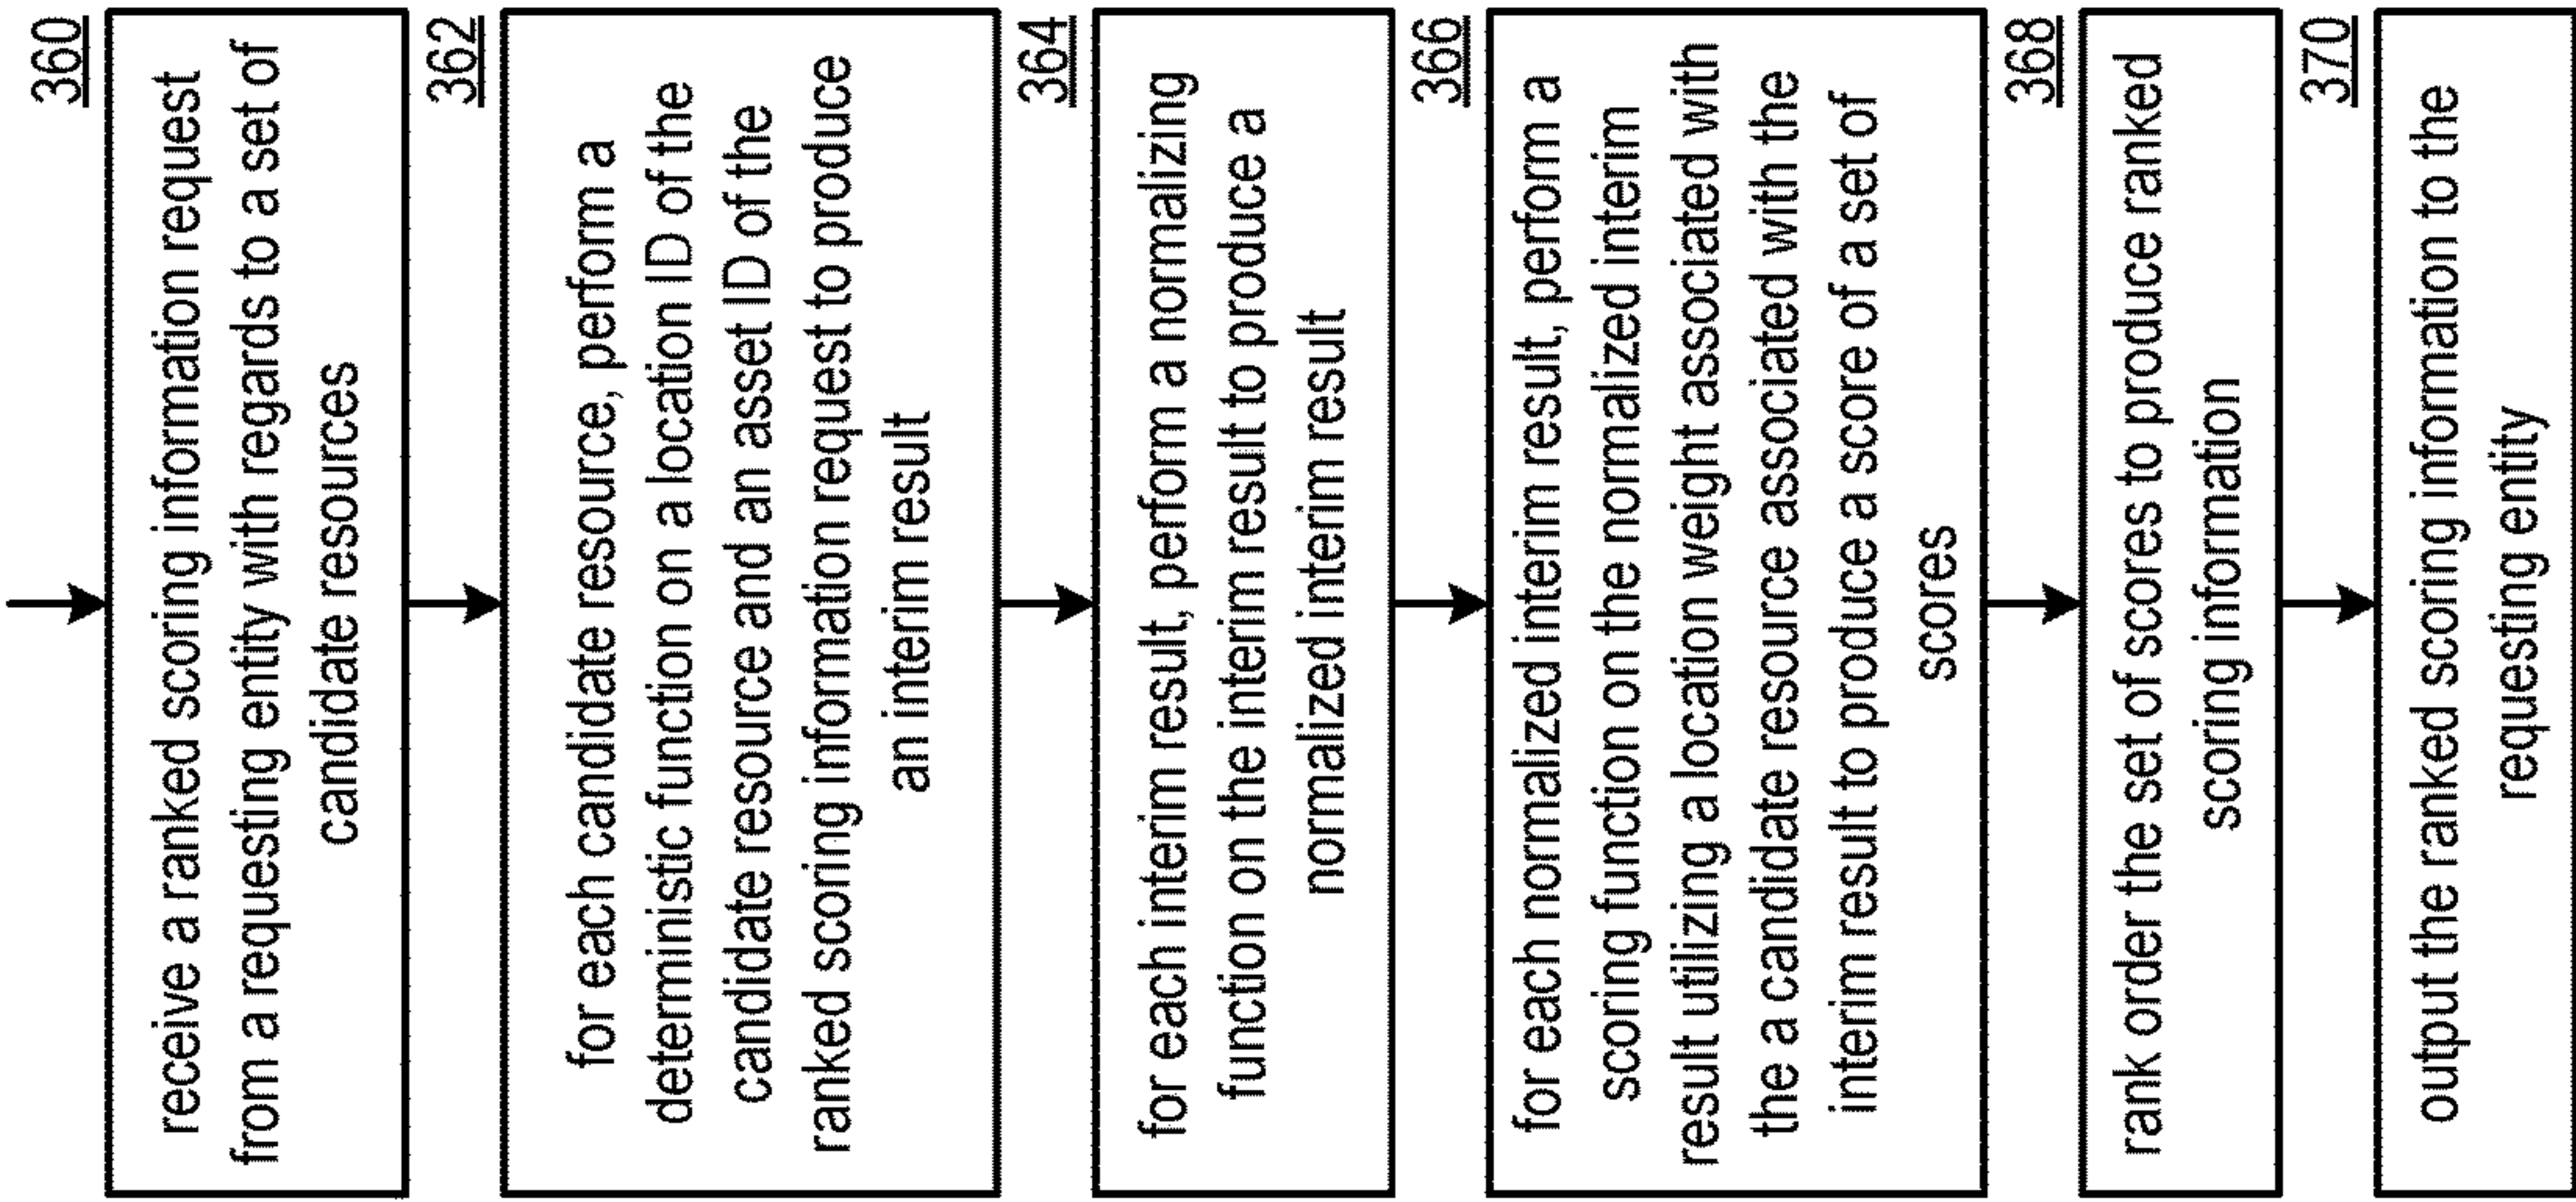 360
receive a ranked scoring information request
from a requesting entity with regards to a set of
candidate resources
362
for each candidate resource, perform a
deterministic function on a location ID of the
candidate resource and an asset ID of the
ranked scoring information request to produce
an interim result
364
for each interim result, perform a normalizing
function on the interim result to produce a
normalized interim result
366
for each normalized interim result, perform a
scoring function on the normalized interim
result utilizing a location weight associated with
the a candidate resource associated with the
interim result to produce a score of a set of
scores
368
rank order the set of scores to produce ranked
scoring information
370
output the ranked scoring information to the
requesting entity